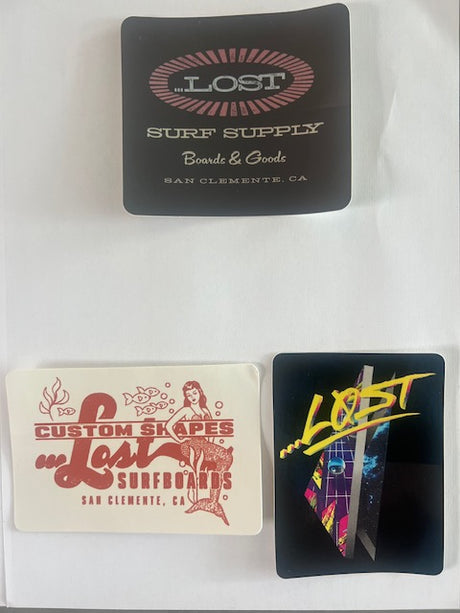 ...LOST
SURF SUPPLY
Boards & Goods
SAN CLEMENTE, CA
CUSTOM SHAPES
...Lost
SURFBOARDS
SAN CLEMENTE, CA
...LOST